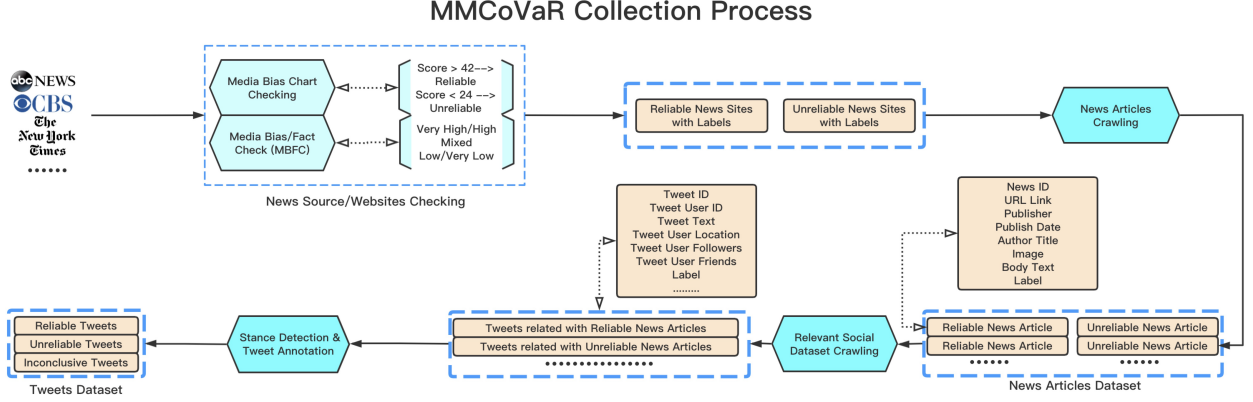 MMCoVaR Collection Process
abc NEWS
CBS
The
New York
Times
......
Media Bias Chart
Checking
Score > 42-->
Reliable
Score < 24 -->
Unreliable
Media Bias/Fact
Check (MBFC)
Very High/High
Mixed
Low/Very Low
News Source/Websites Checking
Reliable News Sites
with Labels
Unreliable News Sites
with Labels
News Articles
Crawling
Tweet ID
Tweet User ID
Tweet Text
Tweet User Location
Tweet User Followers
Tweet User Friends
Label
.........
News ID
URL Link
Publisher
Publish Date
Author Title
Image
Body Text
Label
Reliable Tweets
Unreliable Tweets
Inconclusive Tweets
Tweets Dataset
Stance Detection &
Tweet Annotation
Tweets related with Reliable News Articles
Tweets related with Unreliable News Articles
...............
Relevant Social
Dataset Crawling
Reliable News Article
Reliable News Article
......
Unreliable News Article
Unreliable News Article
......
News Articles Dataset